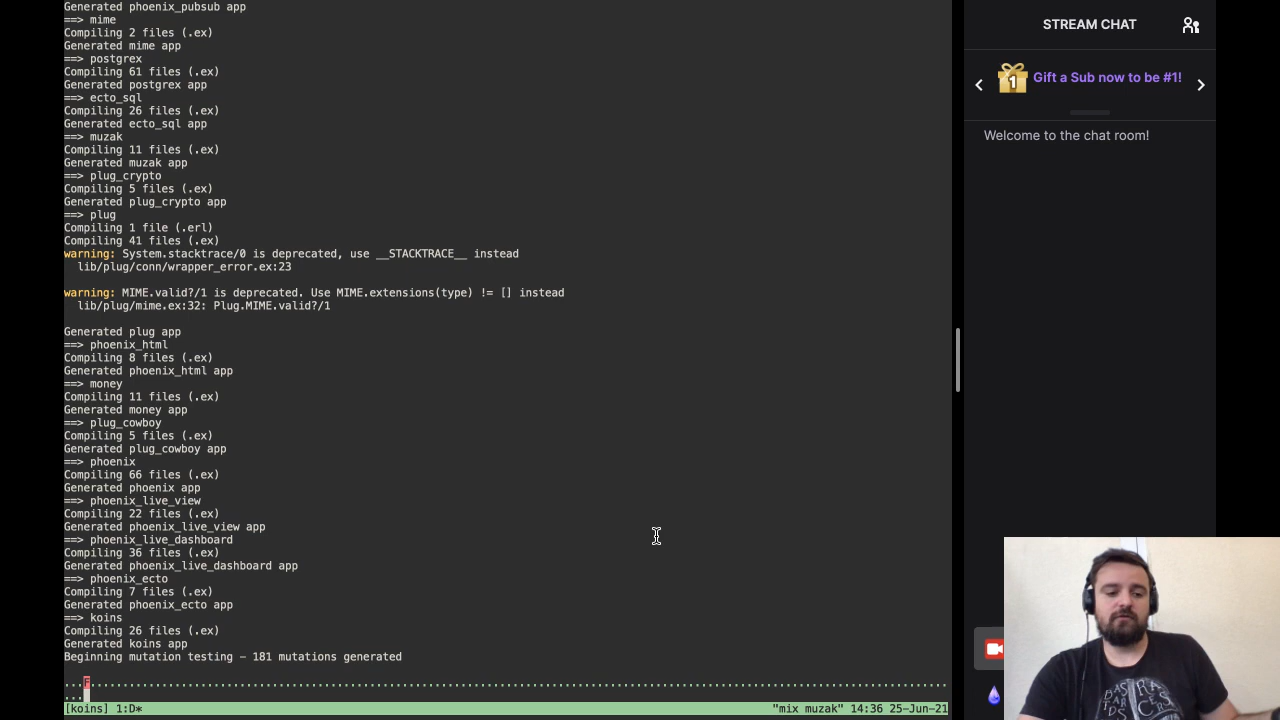 Generated phoenix_pubsub app
==> mime
Compiling 2 files (.ex)
Generated mime app
==> postgrex
Compiling 61 files (.ex)
Generated postgrex app
==> ecto_sql
Compiling 26 files (.ex)
Generated ecto_sql app
==> muzak
Compiling 11 files (.ex)
Generated muzak app
==> plug_crypto
Compiling 5 files (.ex)
Generated plug_crypto app
==> plug
Compiling 1 file (.erl)
Compiling 41 files (.ex)
warning: System.stacktrace/0 is deprecated, use __STACKTRACE__ instead
lib/plug/conn/wrapper_error.ex:23
warning: MIME.valid?/1 is deprecated. Use MIME.extensions(type) != [] instead
lib/plug/mime.ex:32: Plug.MIME.valid?/1
Generated plug app
==> phoenix_html
Compiling 8 files (.ex)
Generated phoenix_html app
==> money
Compiling 11 files (.ex)
Generated money app
==> plug_cowboy
Compiling 5 files (.ex)
Generated plug_cowboy app
==> phoenix
Compiling 66 files (.ex)
Generated phoenix app
==> phoenix_live_view
Compiling 22 files (.ex)
Generated phoenix_live_view app
==> phoenix_live_dashboard
Compiling 36 files (.ex)
Generated phoenix_live_dashboard app
==> phoenix_ecto
Compiling 7 files (.ex)
Generated phoenix_ecto app
==> koins
Compiling 26 files (.ex)
Generated koins app
Beginning mutation testing - 181 mutations generated
[koins] 1:D* "mix muzak" 14:36 25-Jun-21
STREAM CHAT
1 Gift a Sub now to be #1!
Welcome to the chat room!